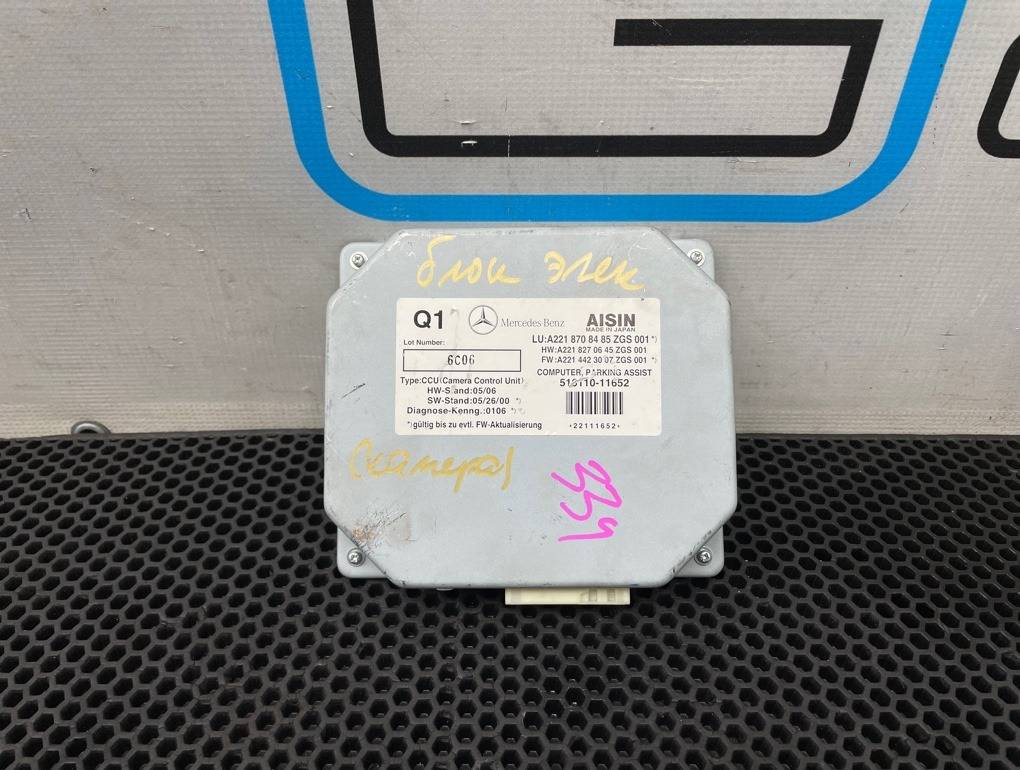 блок элек
Q1 Mercedes-Benz AISIN
MADE IN JAPAN
Lot Number:
6C06
LU:A221 870 84 85 ZGS 001 *)
HW:A221 827 06 45 ZGS 001
FW:A221 442 30 07 ZGS 001 *)
COMPUTER, PARKING ASSIST
518110-11652
Type:CCU(Camera Control Unit)
HW-Stand:05/06
SW-Stand:05/26/00 *)
Diagnose-Kenng.:0106 *)
*)gültig bis zu evtl. FW-Aktualisierung
*22111652*
(камера)